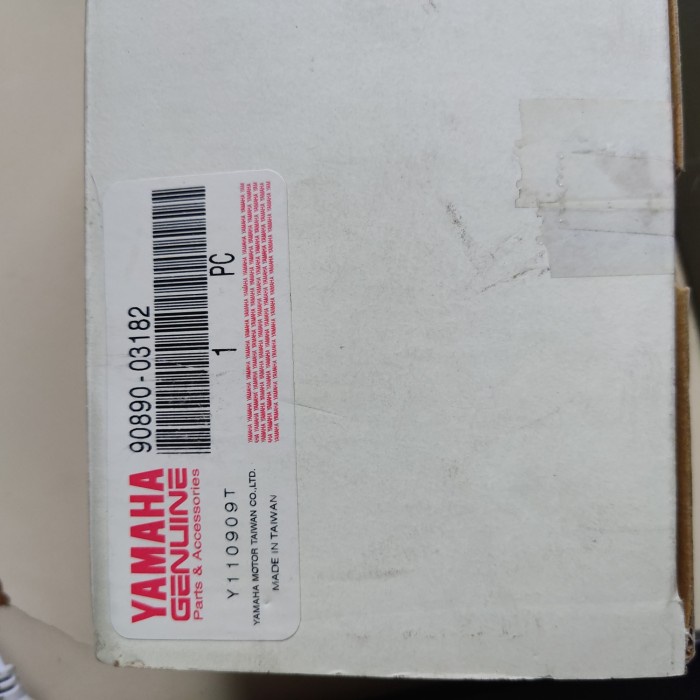 YAMAHA
GENUINE
Parts & Accessories
90890-03182
1 PC
Y110909T
YAMAHA MOTOR TAIWAN CO.,LTD.
MADE IN TAIWAN